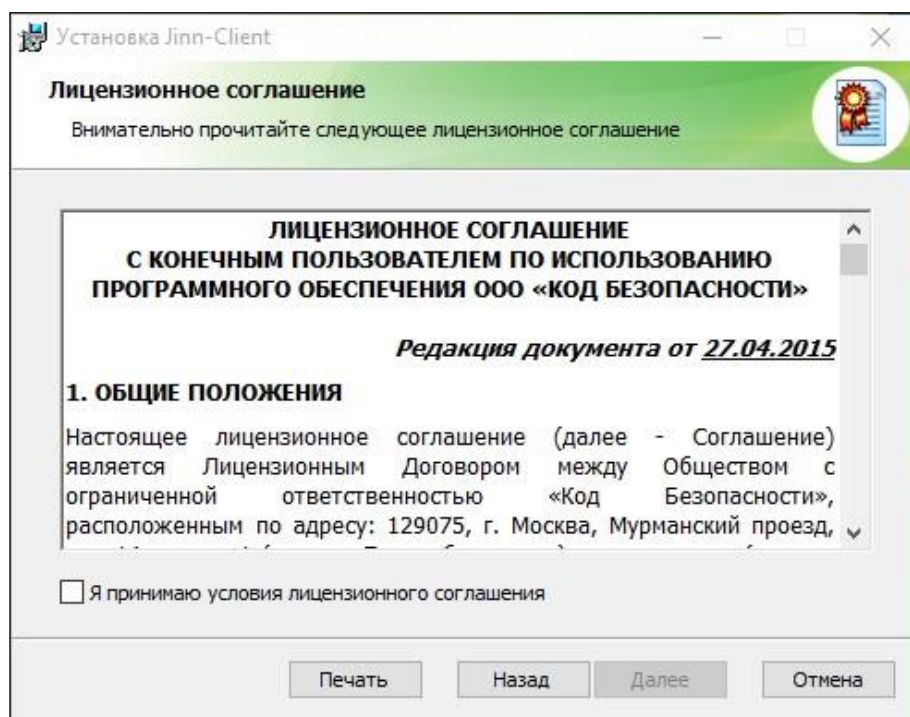 Установка Jinn-Client
Лицензионное соглашение
Внимательно прочитайте следующее лицензионное соглашение
ЛИЦЕНЗИОННОЕ СОГЛАШЕНИЕ
С КОНЕЧНЫМ ПОЛЬЗОВАТЕЛЕМ ПО ИСПОЛЬЗОВАНИЮ
ПРОГРАММНОГО ОБЕСПЕЧЕНИЯ ООО «КОД БЕЗОПАСНОСТИ»
Редакция документа от 27.04.2015
1. ОБЩИЕ ПОЛОЖЕНИЯ
Настоящее лицензионное соглашение (далее - Соглашение)
является Лицензионным Договором между Обществом с
ограниченной ответственностью «Код Безопасности»,
расположенным по адресу: 129075, г. Москва, Мурманский проезд,
Я принимаю условия лицензионного соглашения
Печать
Назад
Далее
Отмена